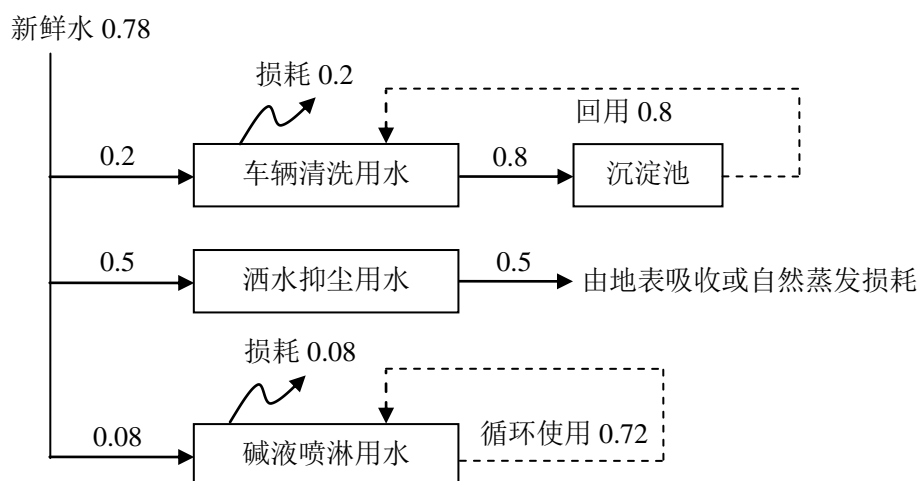 新鲜水 0.78
损耗 0.2
回用 0.8
0.2
车辆清洗用水
0.8
沉淀池
0.5
洒水抑尘用水
0.5
由地表吸收或自然蒸发损耗
损耗 0.08
0.08
碱液喷淋用水
循环使用 0.72